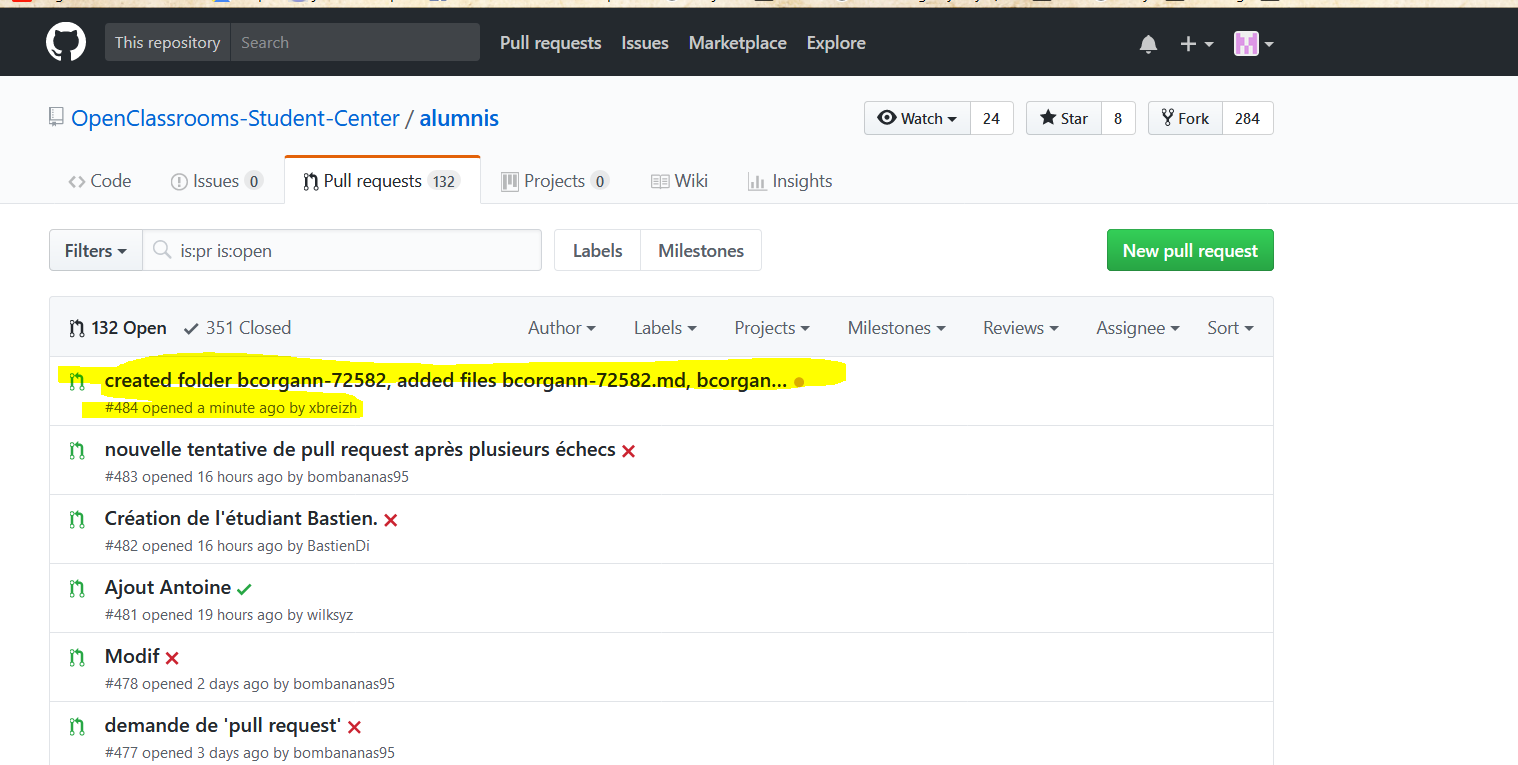 This repository Search Pull requests Issues Marketplace Explore
OpenClassrooms-Student-Center / alumnis Watch 24 Star 8 Fork 284
Code Issues 0 Pull requests 132 Projects 0 Wiki Insights
Filters is:pr is:open Labels Milestones New pull request
132 Open 351 Closed Author Labels Projects Milestones Reviews Assignee Sort
created folder bcorgann-72582, added files bcorgann-72582.md, bcorgan...
#484 opened a minute ago by xbreizh
nouvelle tentative de pull request après plusieurs échecs
#483 opened 16 hours ago by bombananas95
Création de l'étudiant Bastien.
#482 opened 16 hours ago by BastienDi
Ajout Antoine
#481 opened 19 hours ago by wilksyz
Modif
#478 opened 2 days ago by bombananas95
demande de 'pull request'
#477 opened 3 days ago by bombananas95